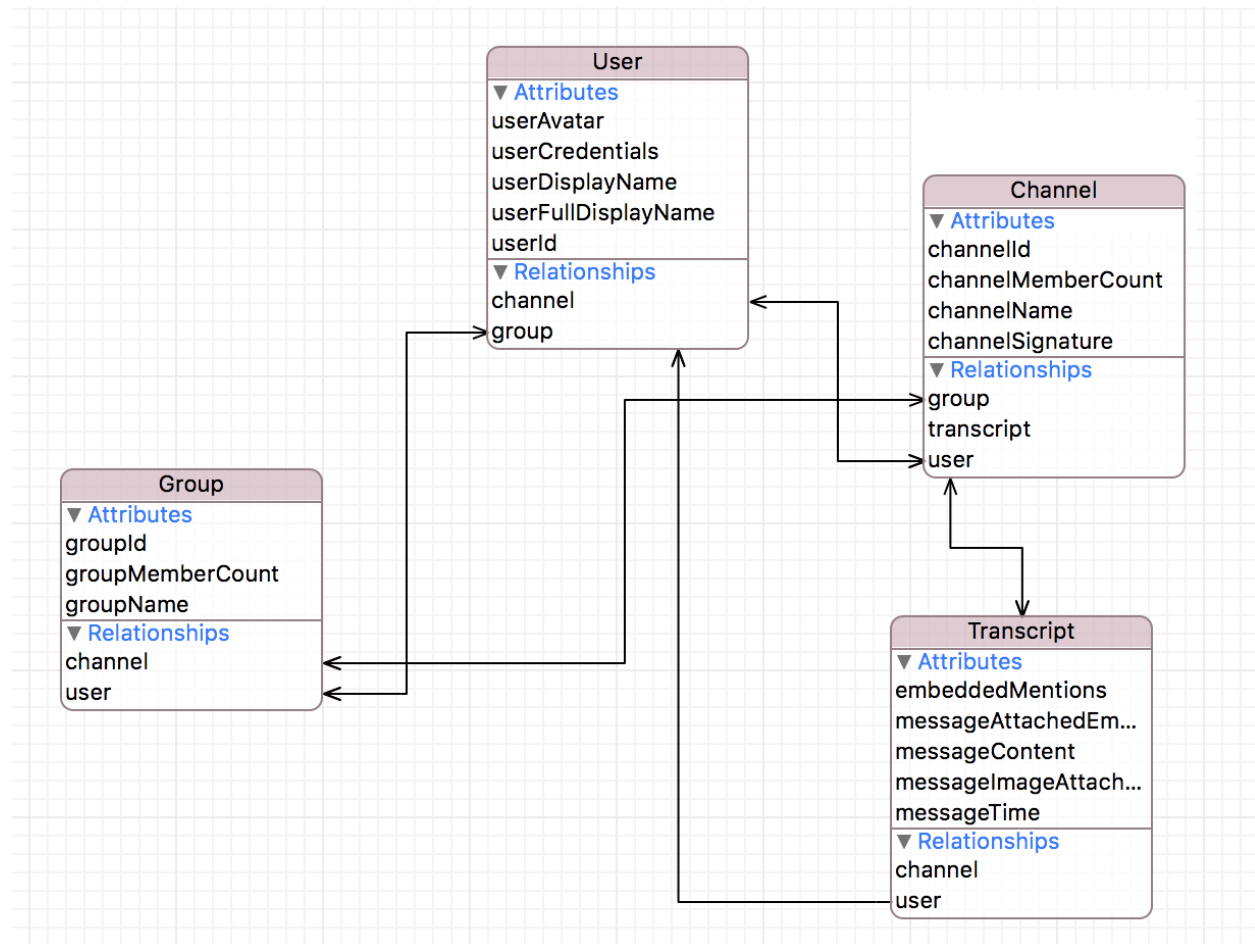 User
▼ Attributes
userAvatar
userCredentials
userDisplayName
userFullDisplayName
userId
▼ Relationships
channel
group
Channel
▼ Attributes
channelId
channelMemberCount
channelName
channelSignature
▼ Relationships
group
transcript
user
Group
▼ Attributes
groupId
groupMemberCount
groupName
▼ Relationships
channel
user
Transcript
▼ Attributes
embeddedMentions
messageAttachedEm...
messageContent
messageImageAttach...
messageTime
▼ Relationships
channel
user